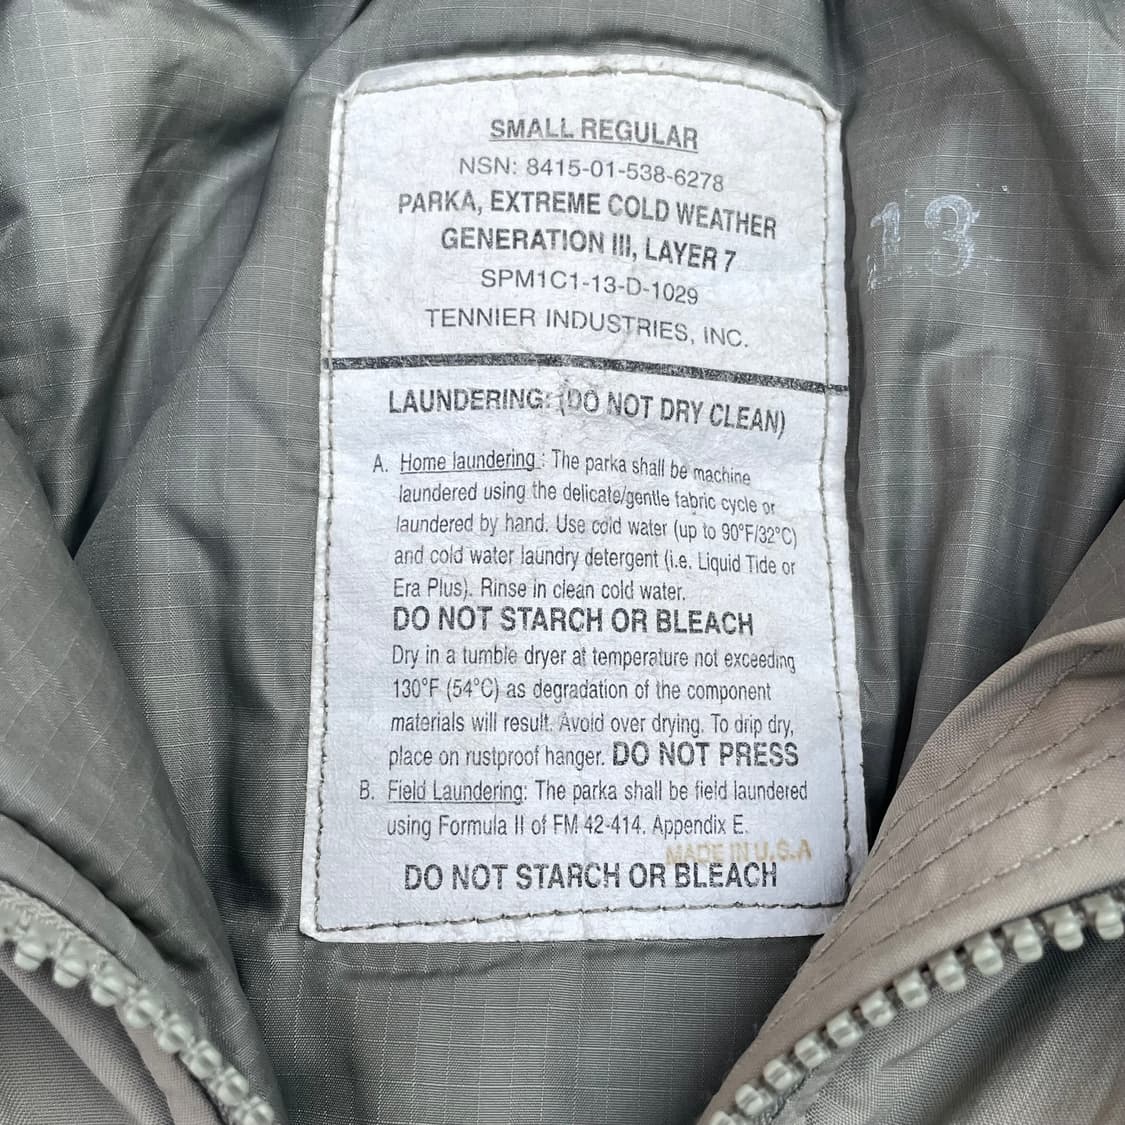 SMALL REGULAR
NSN: 8415-01-538-6278
PARKA, EXTREME COLD WEATHER
GENERATION III, LAYER 7
SPM1C1-13-D-1029
TENNIER INDUSTRIES, INC.
13
LAUNDERING: (DO NOT DRY CLEAN)
A. Home laundering : The parka shall be machine
laundered using the delicate/gentle fabric cycle or
laundered by hand. Use cold water (up to 90°F/32°C)
and cold water laundry detergent (i.e. Liquid Tide or
Era Plus). Rinse in clean cold water.
DO NOT STARCH OR BLEACH
Dry in a tumble dryer at temperature not exceeding
130°F (54°C) as degradation of the component
materials will result. Avoid over drying. To drip dry,
place on rustproof hanger. DO NOT PRESS
B. Field Laundering: The parka shall be field laundered
using Formula II of FM 42-414. Appendix E.
MADE IN U.S.A
DO NOT STARCH OR BLEACH